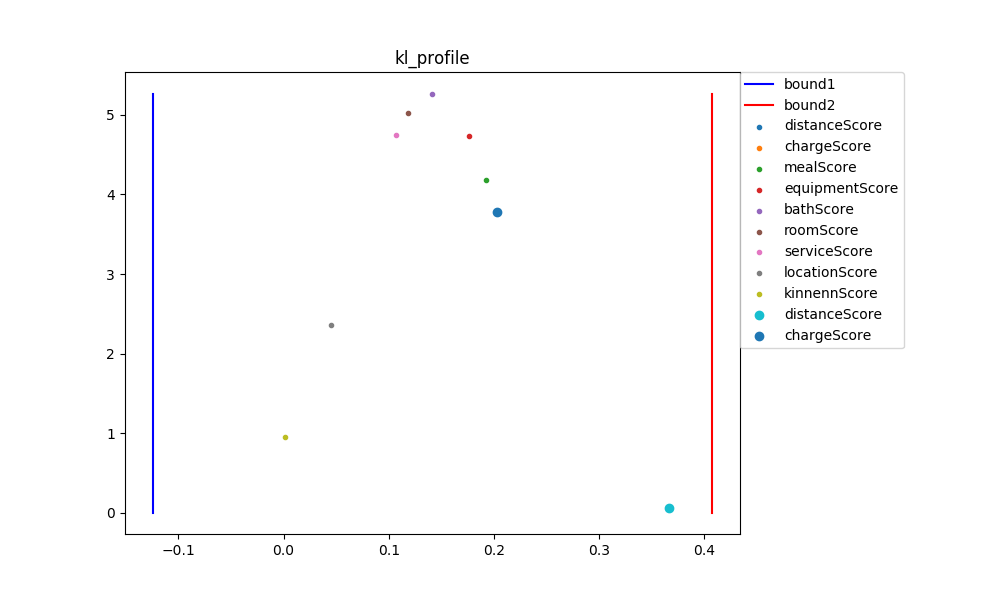 kl_profile
5
4
3
2
1
0
−0.1
0.0
0.1
0.2
0.3
0.4
bound1
bound2
distanceScore
chargeScore
mealScore
equipmentScore
bathScore
roomScore
serviceScore
locationScore
kinnennScore
distanceScore
chargeScore